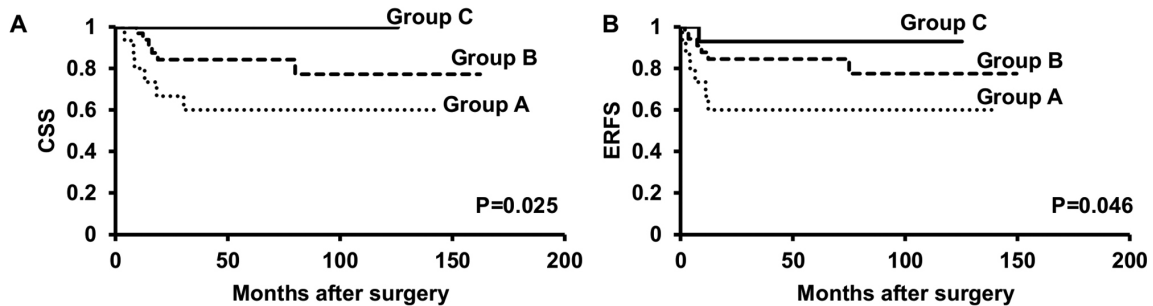 A
Group C
Group B
Group A
CSS
1
0.8
0.6
0.4
0.2
0
P=0.025
0 50 100 150 200
Months after surgery
B
Group C
Group B
Group A
ERFS
1
0.8
0.6
0.4
0.2
0
P=0.046
0 50 100 150 200
Months after surgery